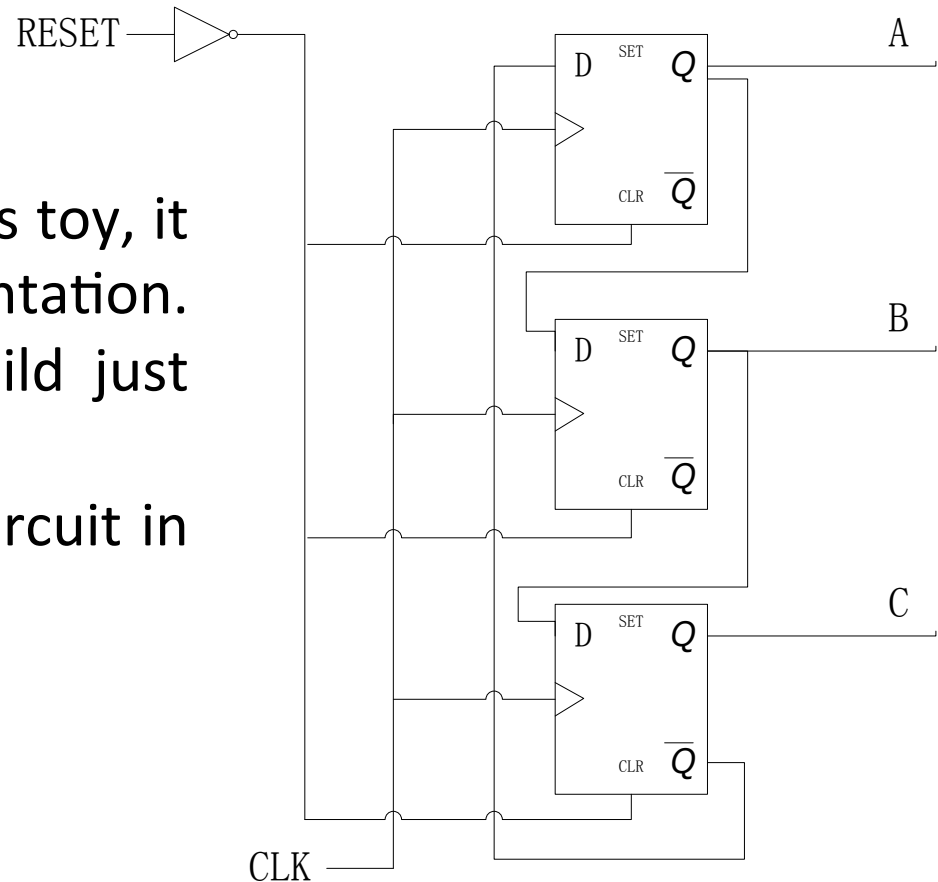 RESET
s toy, it
ntation.
ild just
rcuit in
A
D SET Q
CLR Q̅
B
D SET Q
CLR Q̅
C
D SET Q
CLR Q̅
CLK